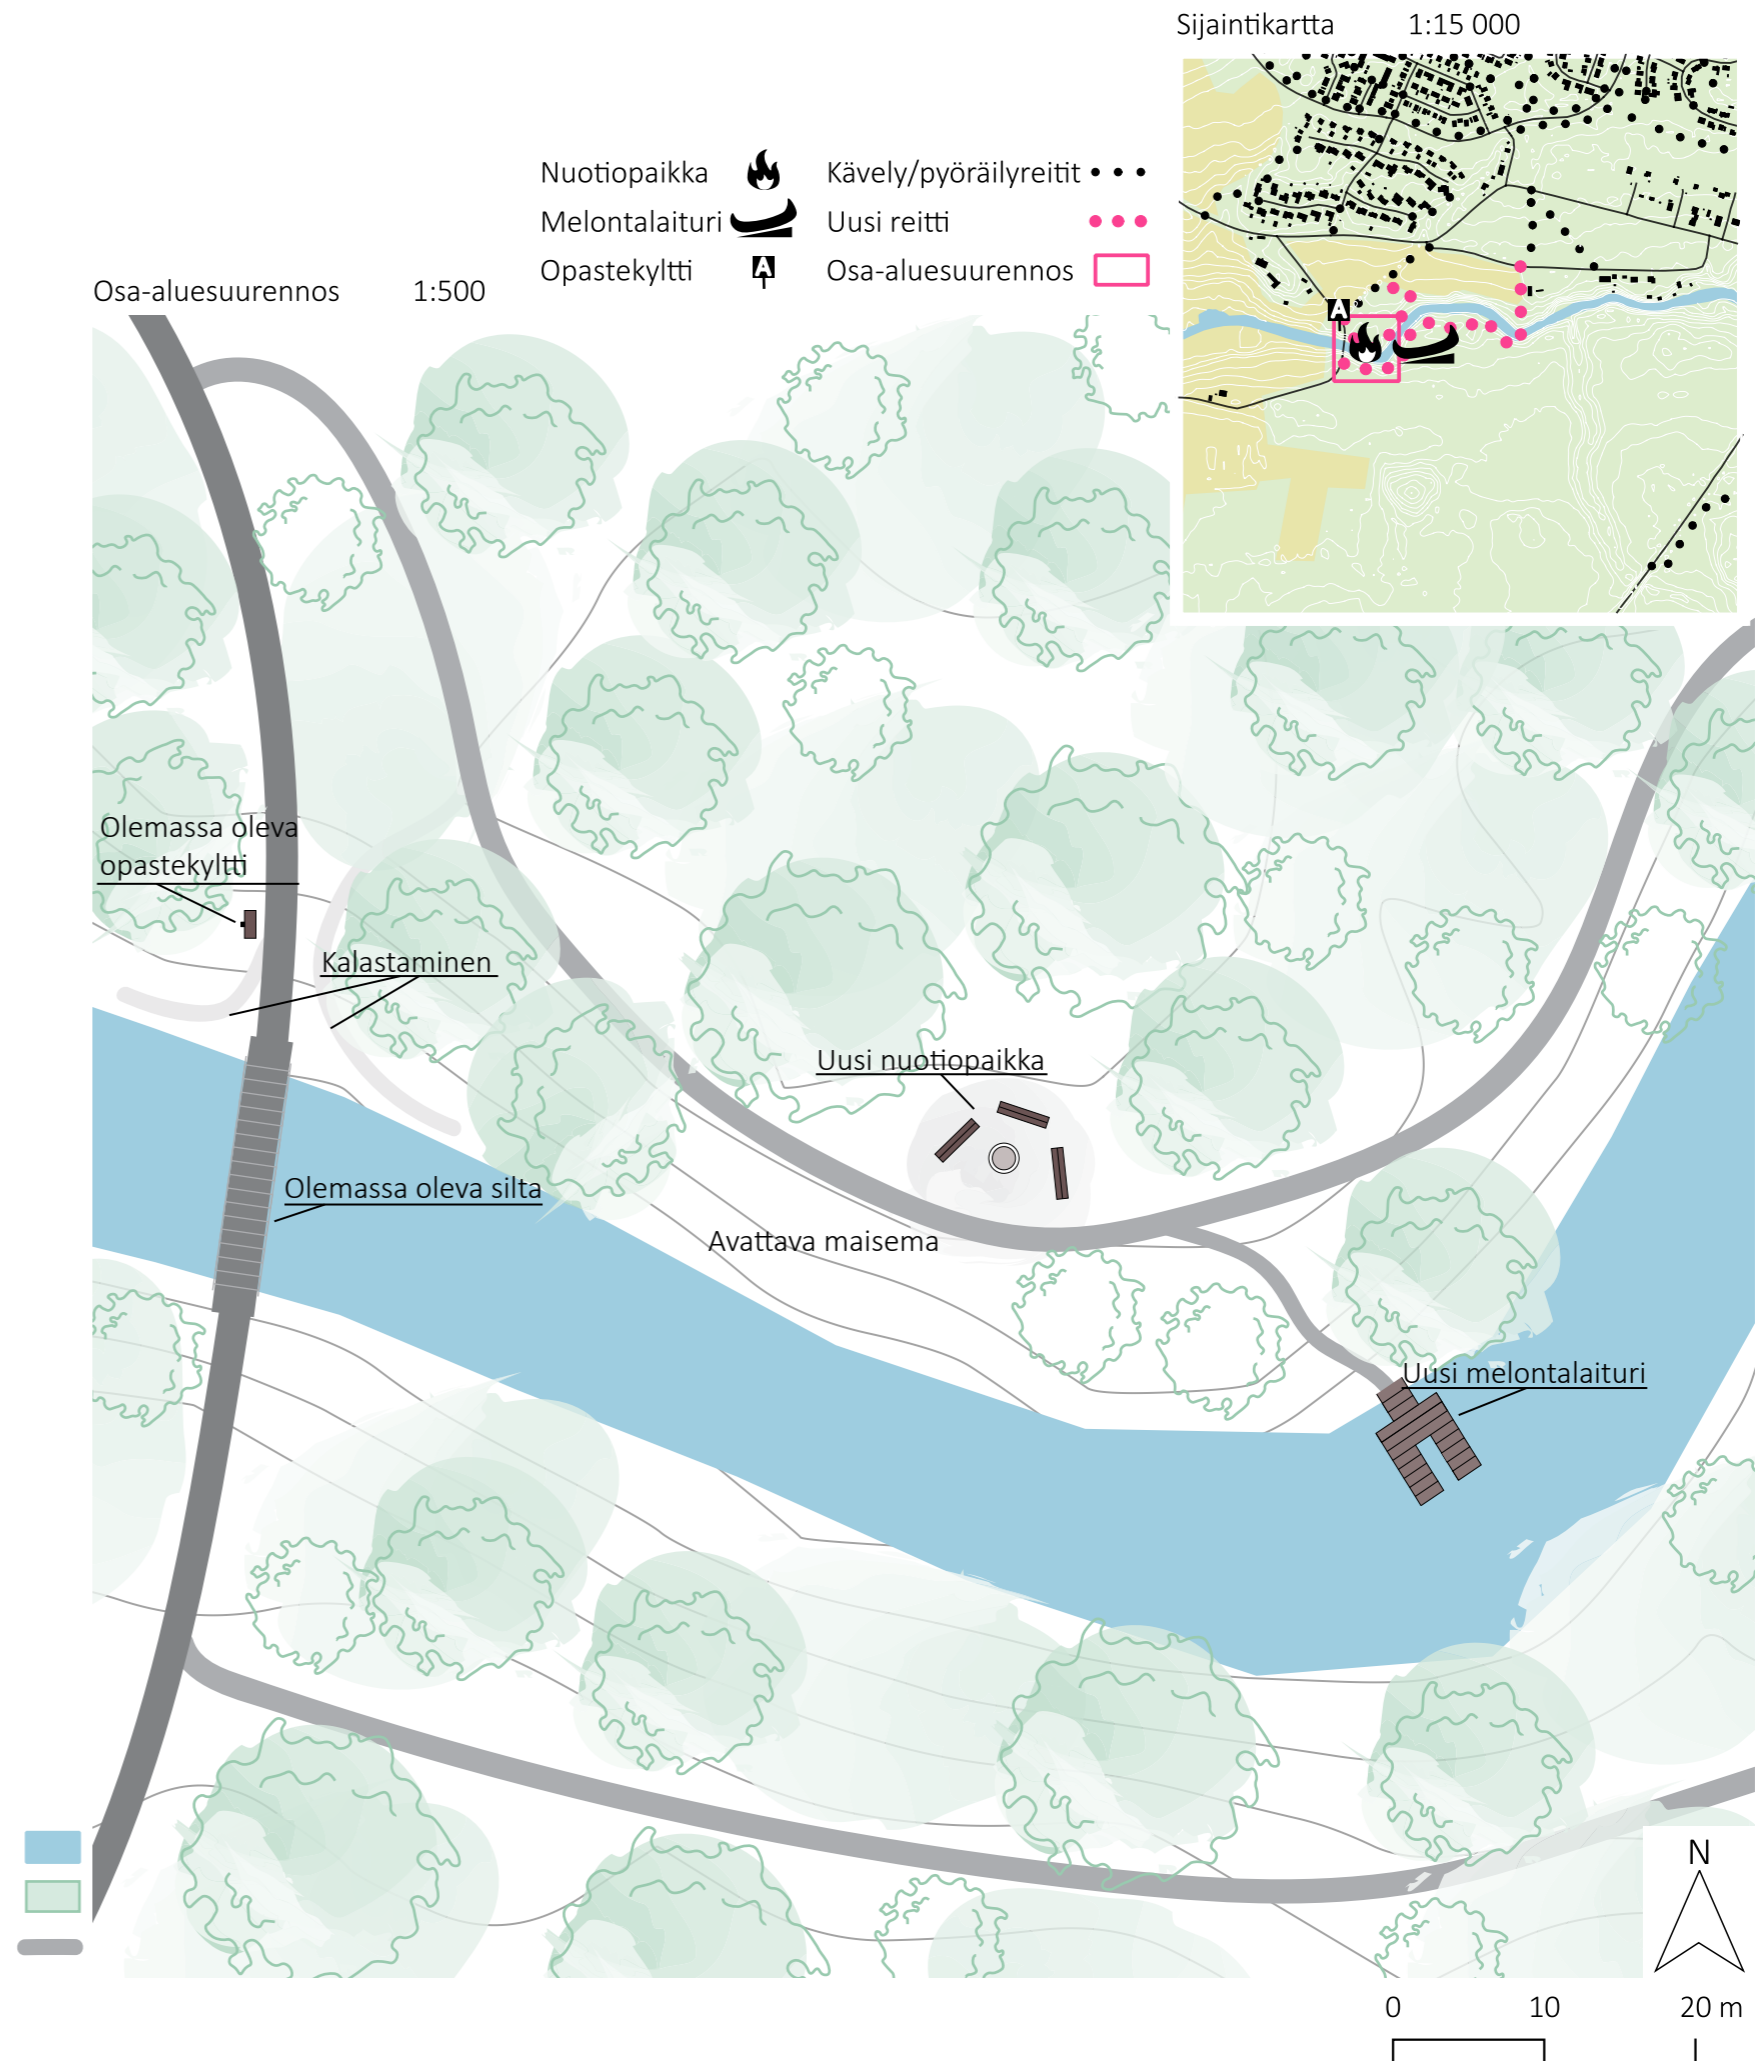 Sijaintikartta 1:15 000
Nuotiopaikka
Kävely/pyöräilyreitit
Melontalaituri
Uusi reitti
Opastekyltti A
Osa-aluesuurennos
A
Osa-aluesuurennos 1:500
Olemassa oleva
opastekyltti
Kalastaminen
Uusi nuotiopaikka
Olemassa oleva silta
Avattava maisema
Uusi melontalaituri
N
0 10 20 m